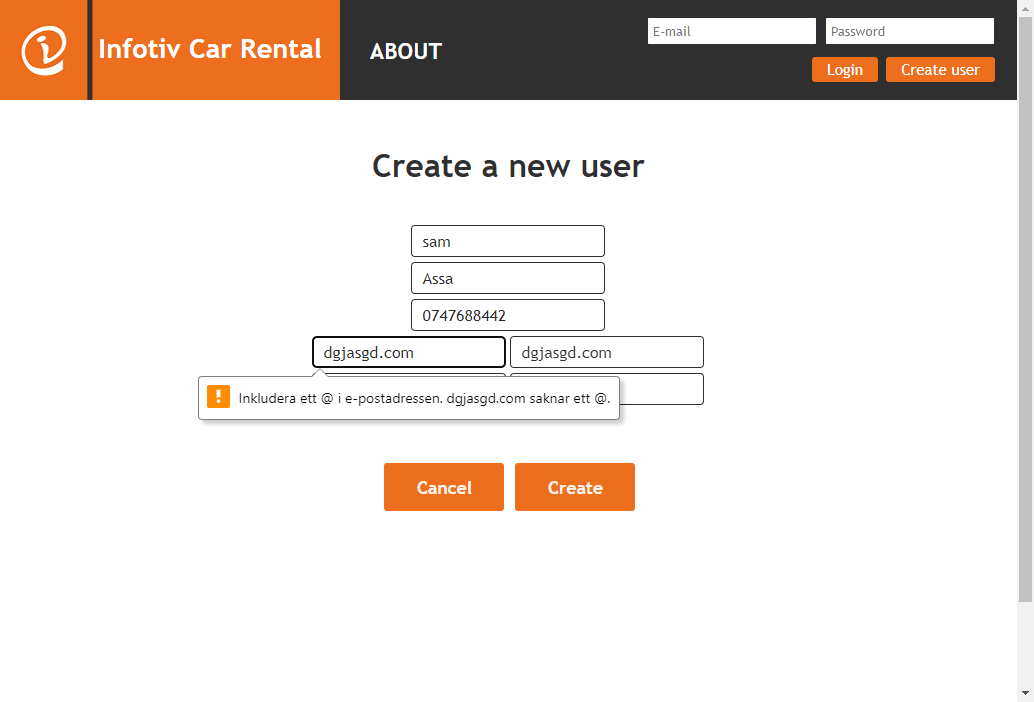 Infotiv Car Rental
ABOUT
E-mail
Password
Login
Create user
Create a new user
sam
Assa
0747688442
dgjasgd.com
dgjasgd.com
Inkludera ett @ i e-postadressen. dgjasgd.com saknar ett @.
Cancel
Create